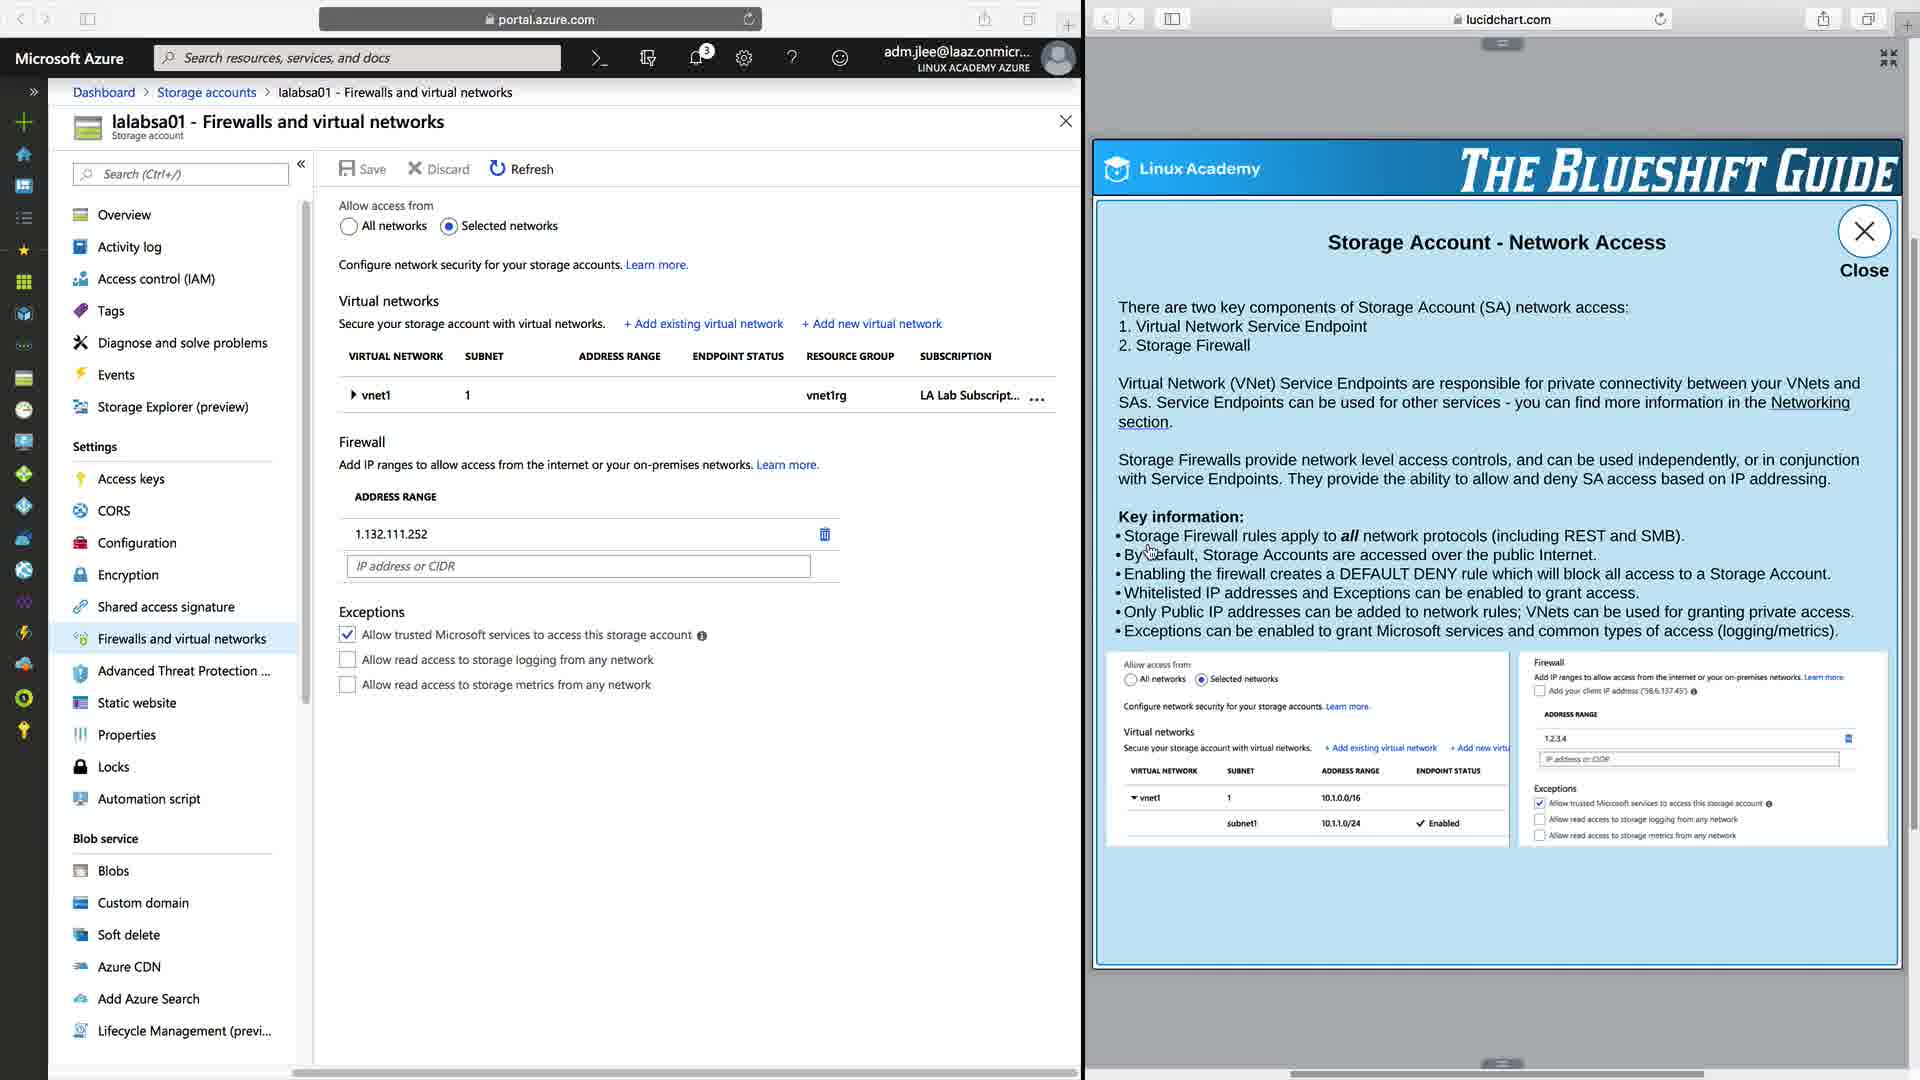 portal.azure.com
Microsoft Azure
Search resources, services, and docs
3
adm.jlee@laaz.onmicr...
LINUX ACADEMY AZURE
Dashboard > Storage accounts > lalabsa01 - Firewalls and virtual networks
lalabsa01 - Firewalls and virtual networks
Storage account
Search (Ctrl+/)
Overview
Activity log
Access control (IAM)
Tags
Diagnose and solve problems
Events
Storage Explorer (preview)
Settings
Access keys
CORS
Configuration
Encryption
Shared access signature
Firewalls and virtual networks
Advanced Threat Protection ...
Static website
Properties
Locks
Automation script
Blob service
Blobs
Custom domain
Soft delete
Azure CDN
Add Azure Search
Lifecycle Management (previ...
Save Discard Refresh
Allow access from
All networks Selected networks
Configure network security for your storage accounts. Learn more.
Virtual networks
Secure your storage account with virtual networks. + Add existing virtual network + Add new virtual network
VIRTUAL NETWORK SUBNET ADDRESS RANGE ENDPOINT STATUS RESOURCE GROUP SUBSCRIPTION
vnet1 1 vnet1rg LA Lab Subscript... ...
Firewall
Add IP ranges to allow access from the internet or your on-premises networks. Learn more.
ADDRESS RANGE
1.132.111.252
IP address or CIDR
Exceptions
Allow trusted Microsoft services to access this storage account
Allow read access to storage logging from any network
Allow read access to storage metrics from any network
lucidchart.com
Linux Academy
THE BLUESHIFT GUIDE
Storage Account - Network Access
Close
There are two key components of Storage Account (SA) network access:
1. Virtual Network Service Endpoint
2. Storage Firewall
Virtual Network (VNet) Service Endpoints are responsible for private connectivity between your VNets and
SAs. Service Endpoints can be used for other services - you can find more information in the Networking
section.
Storage Firewalls provide network level access controls, and can be used independently, or in conjunction
with Service Endpoints. They provide the ability to allow and deny SA access based on IP addressing.
Key information:
• Storage Firewall rules apply to all network protocols (including REST and SMB).
• By default, Storage Accounts are accessed over the public Internet.
• Enabling the firewall creates a DEFAULT DENY rule which will block all access to a Storage Account.
• Whitelisted IP addresses and Exceptions can be enabled to grant access.
• Only Public IP addresses can be added to network rules; VNets can be used for granting private access.
• Exceptions can be enabled to grant Microsoft services and common types of access (logging/metrics).
Allow access from
All networks Selected networks
Configure network security for your storage accounts. Learn more.
Virtual networks
Secure your storage account with virtual networks. + Add existing virtual network + Add new virtu
VIRTUAL NETWORK SUBNET ADDRESS RANGE ENDPOINT STATUS
vnet1 1 10.1.0.0/16
subnet1 10.1.1.0/24 Enabled
Firewall
Add IP ranges to allow access from the internet or your on-premises networks. Learn more.
Add your client IP address ('58.6.137.45')
ADDRESS RANGE
1.2.3.4
IP address or CIDR
Exceptions
Allow trusted Microsoft services to access this storage account
Allow read access to storage logging from any network
Allow read access to storage metrics from any network